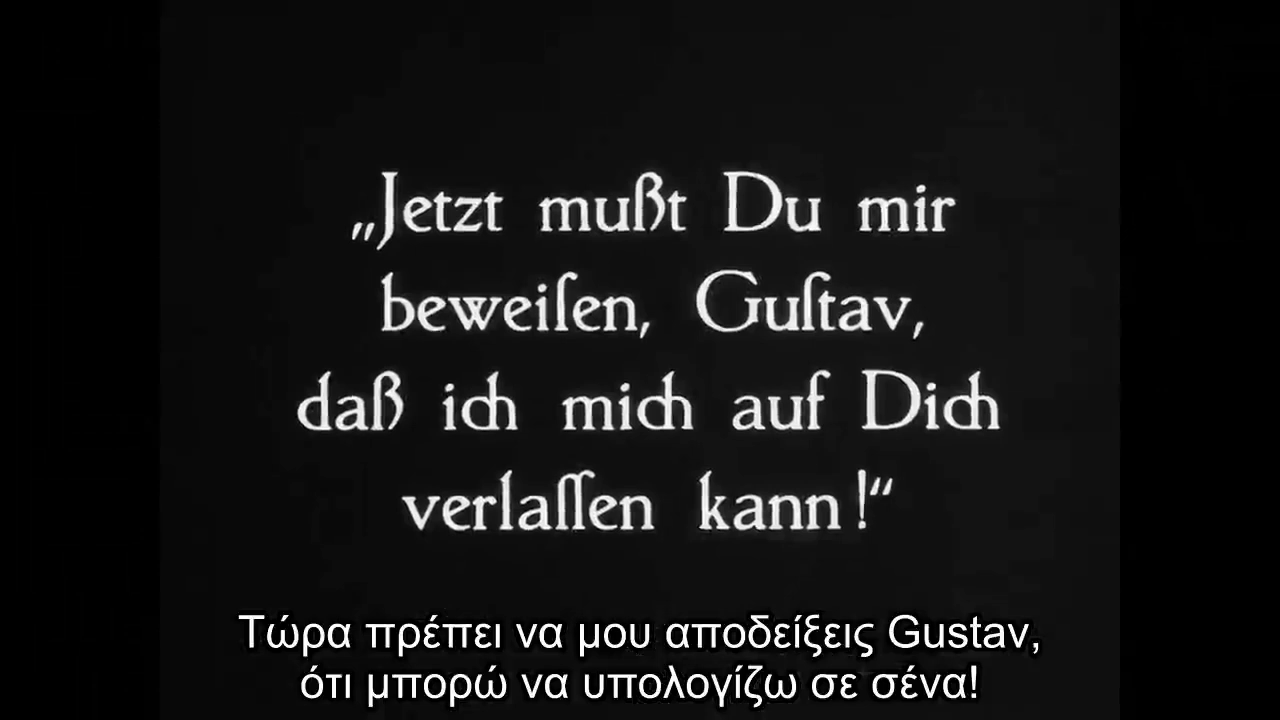 „Jetzt mußt Du mir
beweiſen, Guſtav,
daß ich mich auf Dich
verlaſſen kann!“
Τώρα πρέπει να μου αποδείξεις Gustav,
ότι μπορώ να υπολογίζω σε σένα!